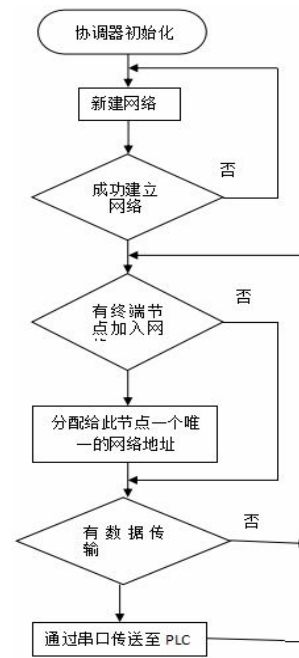 协调器初始化
新建网络
成功建立
网络
否
有终端节
点加入网
否
分配给此节点一个唯
一的网络地址
有数据传
输
否
通过串口传送至 PLC